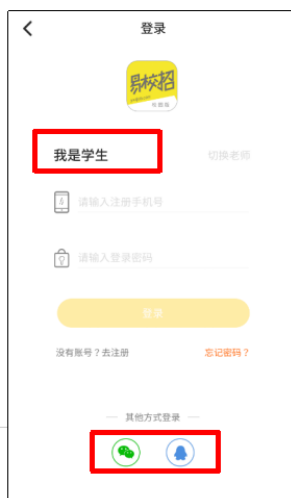 登录
易校招
我是学生
切换老师
请输入注册手机号
请输入登录密码
登录
没有账号？去注册
忘记密码？
其他方式登录